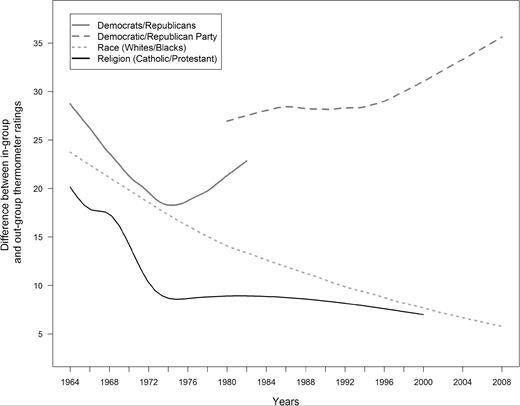 Democrats/Republicans
Democratic/Republican Party
Race (Whites/Blacks)
Religion (Catholic/Protestant)
Difference between in-group
and out-group thermometer ratings
35
30
25
20
15
10
5
1964 1968 1972 1976 1980 1984 1988 1992 1996 2000 2004 2008
Years